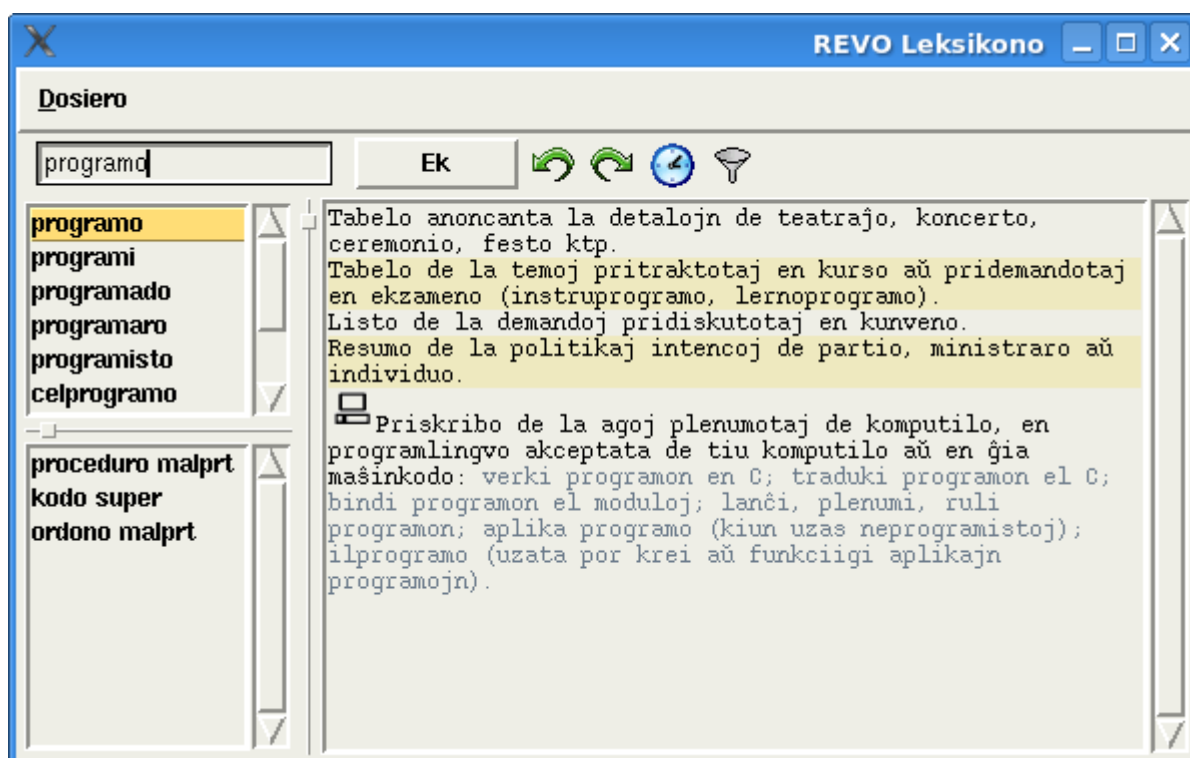 REVO Leksikono
Dosiero
programo
Ek
programo
programi
programado
programaro
programisto
celprogramo
proceduro malprt
kodo super
ordono malprt
Tabelo anoncanta la detalojn de teatraĵo, koncerto,
ceremonio, festo ktp.
Tabelo de la temoj pritraktotaj en kurso aŭ pridemandotaj
en ekzameno (instruprogramo, lernoprogramo).
Listo de la demandoj pridiskutotaj en kunveno.
Resumo de la politikaj intencoj de partio, ministraro aŭ
individuo.
Priskribo de la agoj plenumotaj de komputilo, en
programlingvo akceptata de tiu komputilo aŭ en ĝia
maŝinkodo: verki programon en C; traduki programon el C;
bindi programon el moduloj; lanĉi, plenumi, ruli
programon; aplika programo (kiun uzas neprogramistoj);
ilprogramo (uzata por krei aŭ funkciigi aplikajn
programojn).